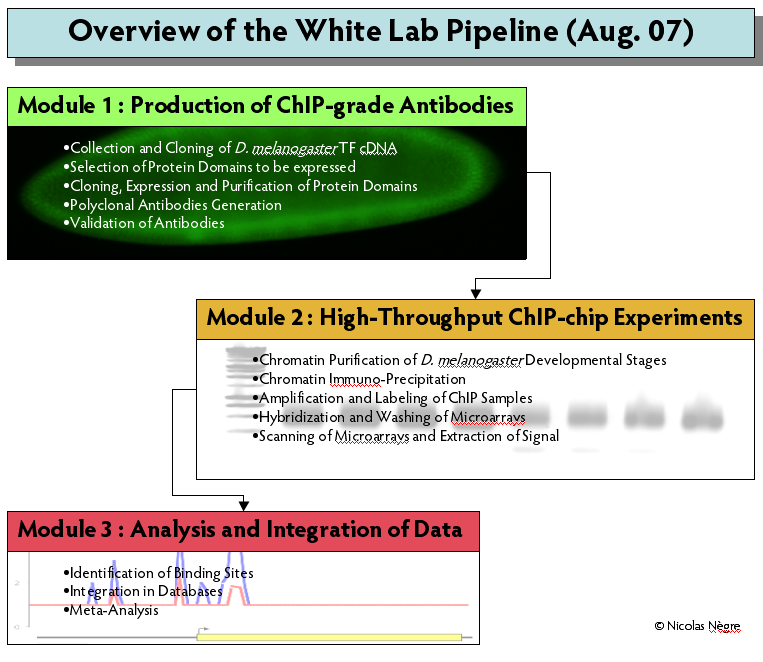 Overview of the White Lab Pipeline (Aug. 07)
Module 1 : Production of ChIP-grade Antibodies
•Collection and Cloning of D. melanogaster TF cDNA
•Selection of Protein Domains to be expressed
•Cloning, Expression and Purification of Protein Domains
•Polyclonal Antibodies Generation
•Validation of Antibodies
Module 2 : High-Throughput ChIP-chip Experiments
•Chromatin Purification of D. melanogaster Developmental Stages
•Chromatin Immuno-Precipitation
•Amplification and Labeling of ChIP Samples
•Hybridization and Washing of Microarrays
•Scanning of Microarrays and Extraction of Signal
Module 3 : Analysis and Integration of Data
•Identification of Binding Sites
•Integration in Databases
•Meta-Analysis
© Nicolas Nègre